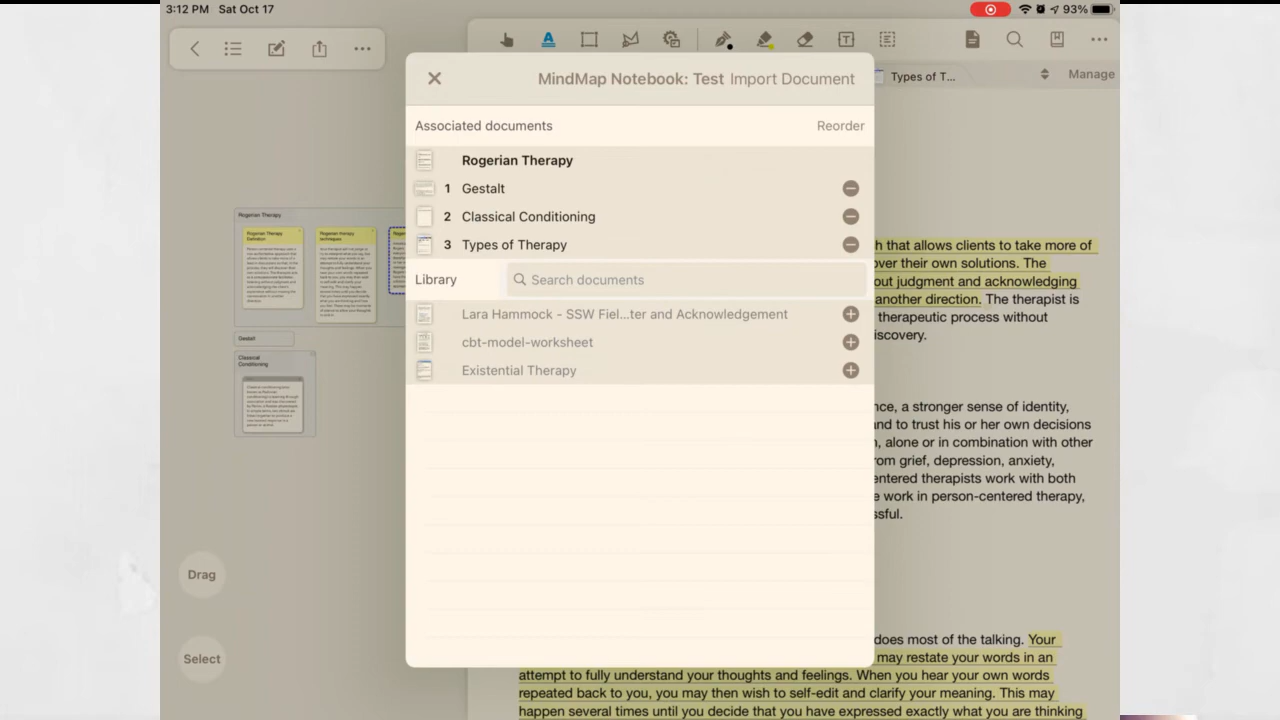 3:12 PM Sat Oct 17
93%
MindMap Notebook: Test Import Document
Types of T...
Manage
Associated documents
Reorder
Rogerian Therapy
1 Gestalt
2 Classical Conditioning
3 Types of Therapy
Library
Search documents
Lara Hammock - SSW Fiel...ter and Acknowledgement
cbt-model-worksheet
Existential Therapy
Rogerian Therapy
Rogerian Therapy
Definition
Rogerian therapy
techniques
Gestalt
Classical
Conditioning
Drag
Select
h that allows clients to take more of
over their own solutions. The
out judgment and acknowledging
another direction. The therapist is
therapeutic process without
iscovery.
nce, a stronger sense of identity,
and to trust his or her own decisions
n, alone or in combination with other
rom grief, depression, anxiety,
entered therapists work with both
e work in person-centered therapy,
ssful.
does most of the talking. Your
may restate your words in an
attempt to fully understand your thoughts and feelings. When you hear your own words
repeated back to you, you may then wish to self-edit and clarify your meaning. This may
happen several times until you decide that you have expressed exactly what you are thinking